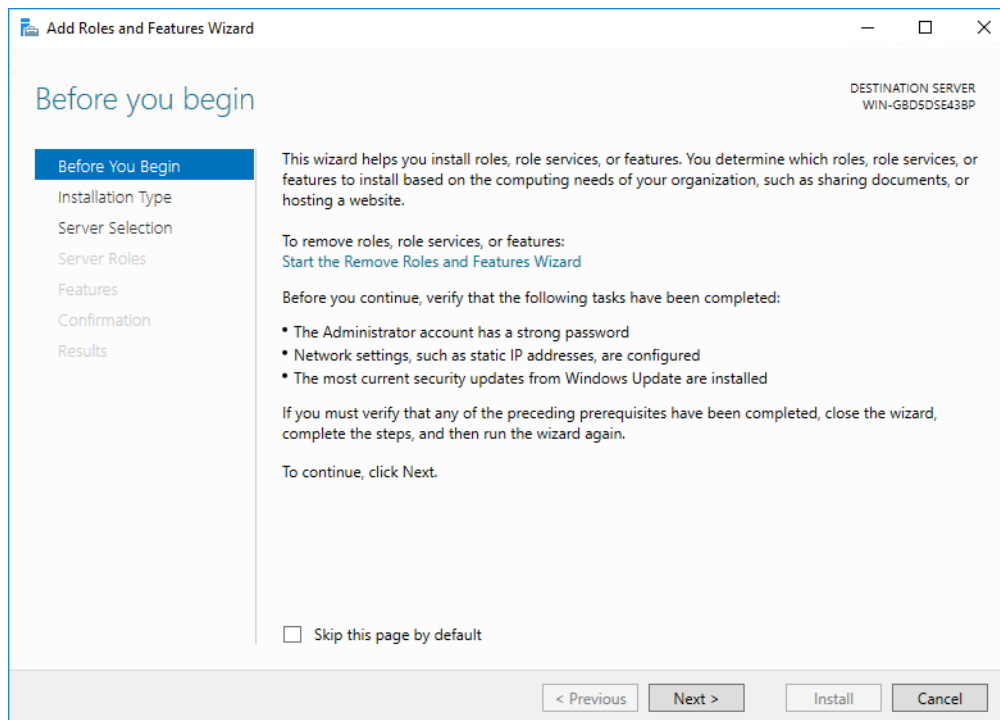 Add Roles and Features Wizard
Before you begin
DESTINATION SERVER
WIN-GBD5DSE43BP
Before You Begin
Installation Type
Server Selection
Server Roles
Features
Confirmation
Results
This wizard helps you install roles, role services, or features. You determine which roles, role services, or
features to install based on the computing needs of your organization, such as sharing documents, or
hosting a website.
To remove roles, role services, or features:
Start the Remove Roles and Features Wizard
Before you continue, verify that the following tasks have been completed:
• The Administrator account has a strong password
• Network settings, such as static IP addresses, are configured
• The most current security updates from Windows Update are installed
If you must verify that any of the preceding prerequisites have been completed, close the wizard,
complete the steps, and then run the wizard again.
To continue, click Next.
Skip this page by default
< Previous
Next >
Install
Cancel